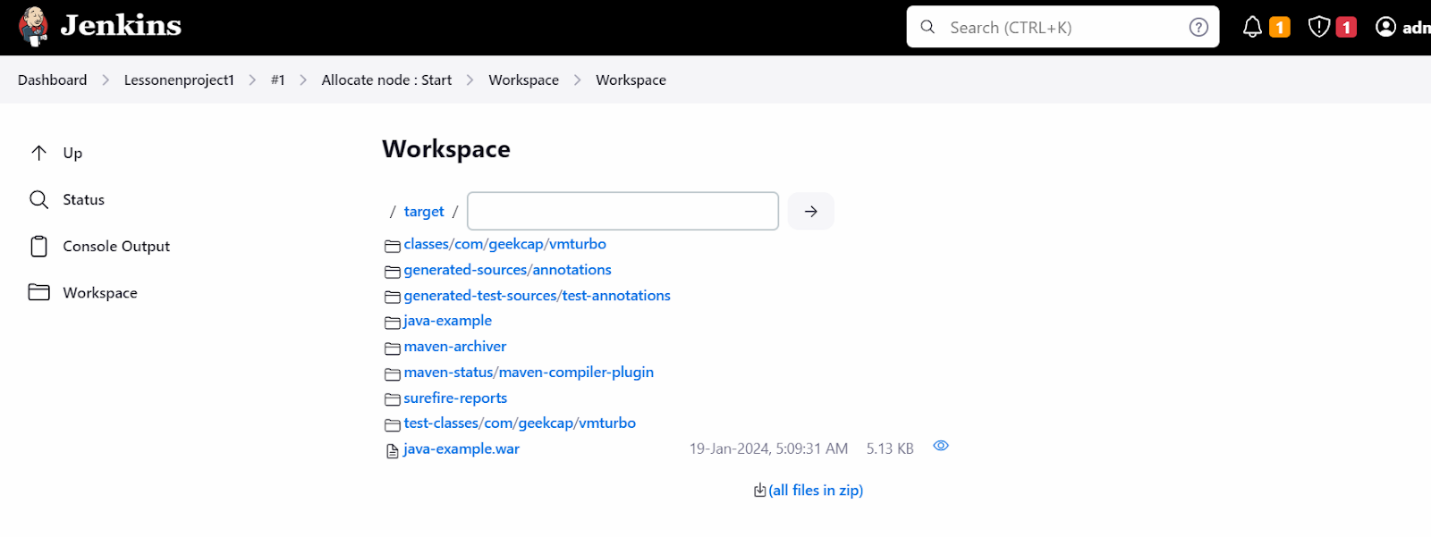 Jenkins
Search (CTRL+K)
1
1
adm
Dashboard > Lessonenproject1 > #1 > Allocate node : Start > Workspace > Workspace
Up
Status
Console Output
Workspace
Workspace
/ target /
classes/com/geekcap/vmturbo
generated-sources/annotations
generated-test-sources/test-annotations
java-example
maven-archiver
maven-status/maven-compiler-plugin
surefire-reports
test-classes/com/geekcap/vmturbo
java-example.war 19-Jan-2024, 5:09:31 AM 5.13 KB
(all files in zip)